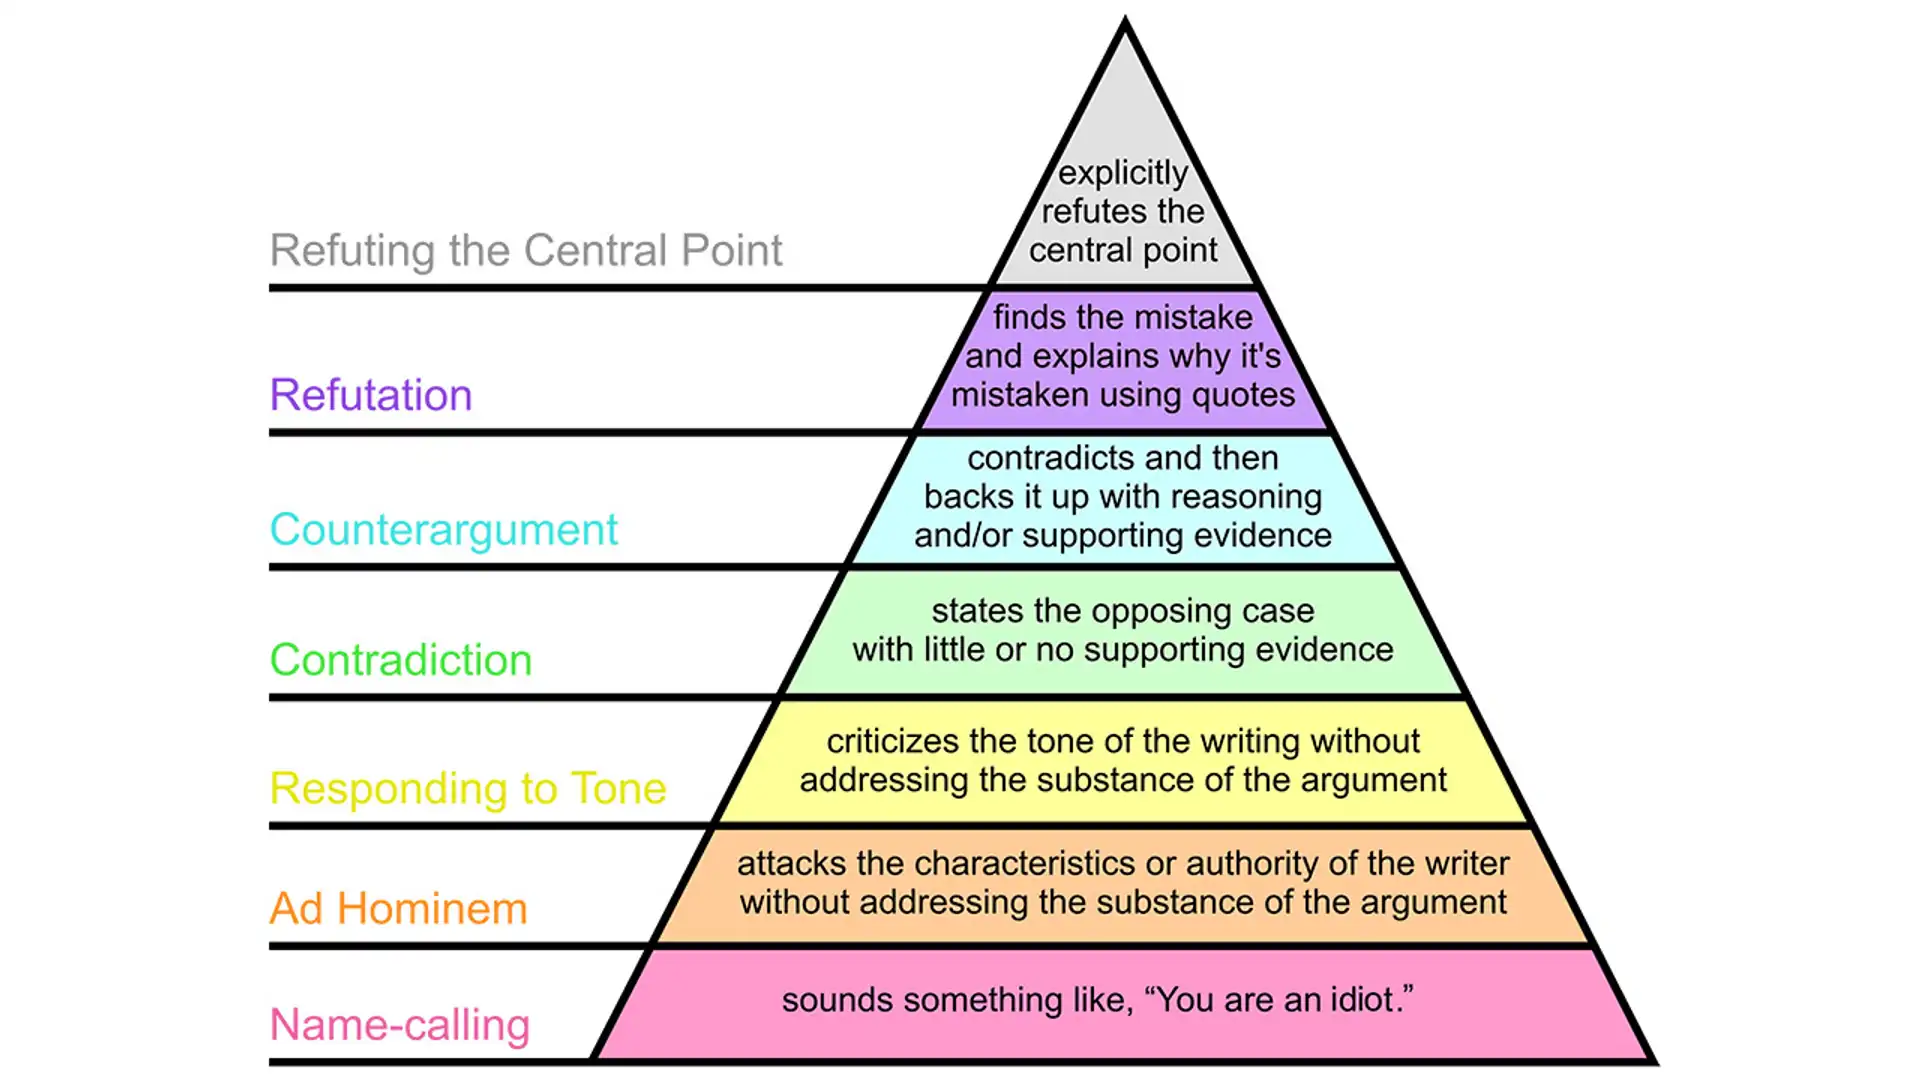 explicitly
refutes the
central point
Refuting the Central Point
finds the mistake
and explains why it's
mistaken using quotes
Refutation
contradicts and then
backs it up with reasoning
and/or supporting evidence
Counterargument
states the opposing case
with little or no supporting evidence
Contradiction
criticizes the tone of the writing without
addressing the substance of the argument
Responding to Tone
attacks the characteristics or authority of the writer
without addressing the substance of the argument
Ad Hominem
sounds something like, “You are an idiot.”
Name-calling